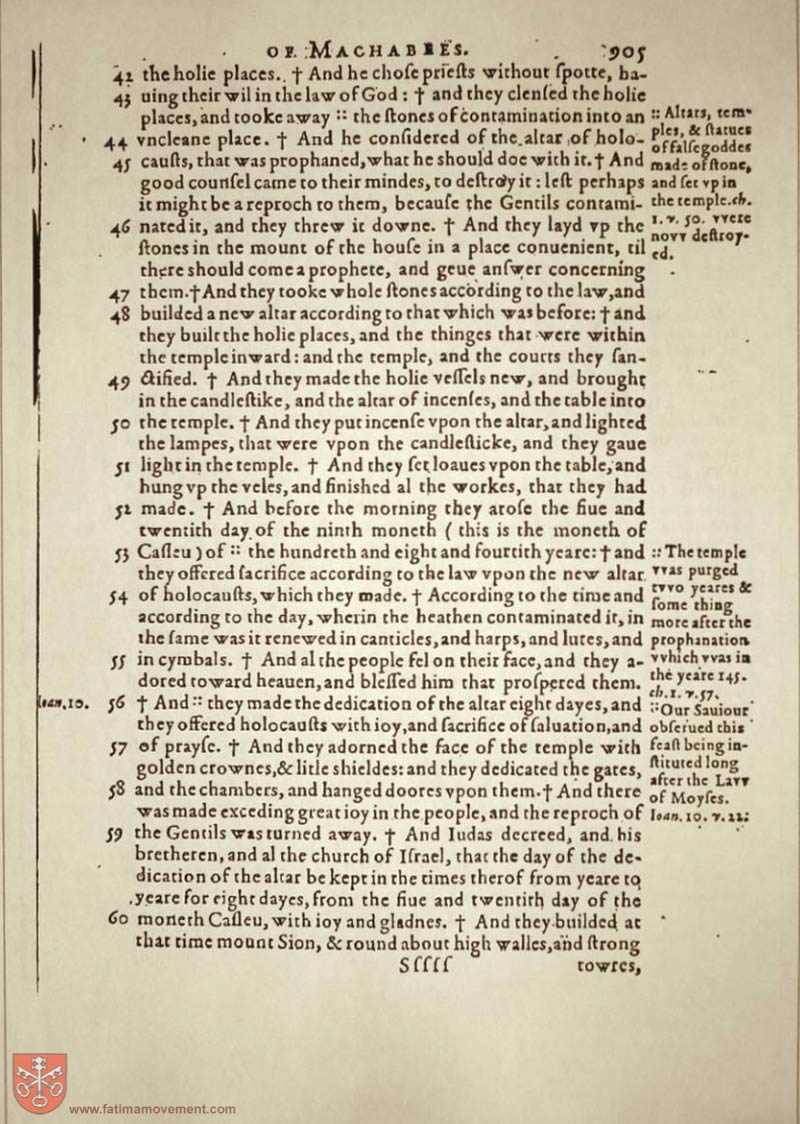 OF MACHABEES. 905
42 the holie places. † And he choſe prieſts without ſpotte, ha-
43 uing their wil in the law of God : † and they clenſed the holie
places, and tooke away :: the ſtones of contamination into an
44 vncleane place. † And he conſidered of the altar of holo-
45 cauſts, that was prophaned, what he should doe with it. † And
good counſel came to their mindes, to deſtroy it : leſt perhaps
it might be a reproch to them, becauſe the Gentils contami-
46 nated it, and they threw it downe. † And they layd vp the
ſtones in the mount of the houſe in a place conuenient, til
there should come a prophete, and geue anſwer concerning
47 them. † And they tooke whole ſtones according to the law, and
48 builded a new altar according to that which was before: † and
they built the holie places, and the thinges that were within
the temple inward : and the temple, and the courts they ſan-
49 ctified. † And they made the holie veſſels new, and brought
in the candleſtike, and the altar of incenſes, and the table into
50 the temple. † And they put incenſe vpon the altar, and lighted
the lampes, that were vpon the candleſticke, and they gaue
51 light in the temple. † And they ſet loaues vpon the table, and
hung vp the veles, and finished al the workes, that they had
52 made. † And before the morning they aroſe the fiue and
twentith day of the ninth moneth ( this is the moneth of
53 Caſleu ) of :: the hundreth and eight and fourtith yeare: † and
they offered ſacrifice according to the law vpon the new altar
54 of holocauſts, which they made. † According to the time and
according to the day, wherin the heathen contaminated it, in
the ſame was it renewed in canticles, and harps, and lutes, and
55 in cymbals. † And al the people fel on their face, and they a-
dored toward heauen, and bleſſed him that proſpered them.
56 † And :: they made the dedication of the altar eight dayes, and
they offered holocauſts with ioy, and ſacrifice of ſaluation, and
57 of prayſe. † And they adorned the face of the temple with
golden crownes, & litle shieldes: and they dedicated the gates,
58 and the chambers, and hanged doores vpon them. † And there
was made exceding great ioy in the people, and the reproch of
59 the Gentils was turned away. † And Iudas decreed, and his
bretheren, and al the church of Iſrael, that the day of the de-
dication of the altar be kept in the times therof from yeare to
yeare for eight dayes, from the fiue and twentith day of the
60 moneth Caſleu, with ioy and gladnes. † And they builded at
that time mount Sion, & round about high walles, and ſtrong
Sſſſſ towres,
:: Altars, tem-
ples, & ſtatues
of falſe goddes
made of ſtone,
and ſet vp in
the temple. ch.
1. v. 50. vvere
novv deſtroy-
ed.
:: The temple
vvas purged
tvvo yeares &
ſome thing
more after the
prophanation
vvhich vvas in
the yeare 145.
ch. 1. v. 57.
:: Our Sauiour
obſerued this
feaſt being in-
ſtituted long
after the Lavv
of Moyſes.
Ioan. 10. v. 22:
Ioan. 10.
www.fatimamovement.com